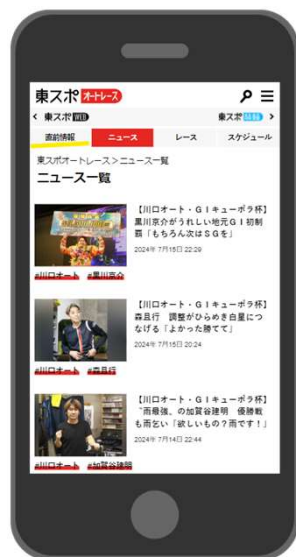 東スポ オートレース
< 東スポWEB 東スポ競馬 >
直前情報 ニュース レース スケジュール
東スポオートレース>ニュース一覧
ニュース一覧
【川口オート・GⅠキューポラ杯】
黒川京介がうれしい地元GⅠ初制
覇「もちろん次はSGを」
2024年 7月15日 22:29
#川口オート #黒川京介
【川口オート・GⅠキューポラ杯】
森且行 調整がひらめき白星につ
なげる「よかった勝てて」
2024年 7月15日 20:24
#川口オート #森且行
【川口オート・GⅠキューポラ杯】
“雨最強〟の加賀谷建明 優勝戦
も雨乞い「欲しいもの?雨です!」
2024年 7月14日 22:44
#川口オート #加賀谷建明